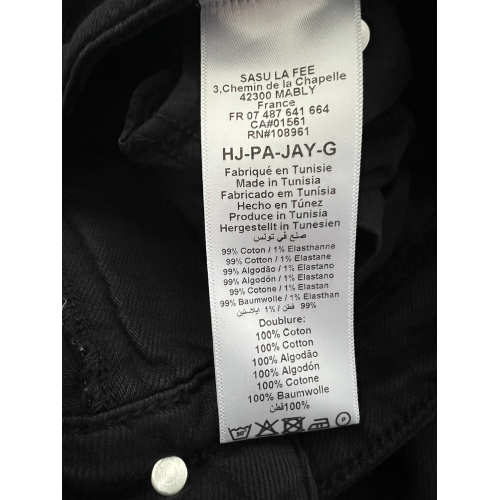 SASU LA FEE
3,Chemin de la Chapelle
42300 MABLY
France
FR 07 487 641 664
CA#01561
RN#108961
HJ-PA-JAY-G
Fabriqué en Tunisie
Made in Tunisia
Fabricado em Tunísia
Hecho en Túnez
Produce in Tunisia
Hergestellt in Tunesien
صنع في تونس
99% Coton / 1% Elasthanne
99% Cotton / 1% Elastane
99% Algodão / 1% Elastano
99% Algodón / 1% Elastano
99% Cotone / 1% Elastan
99% Baumwolle / 1% Elasthan
99% قطن / 1% ايلاستين
Doublure:
100% Coton
100% Cotton
100% Algodão
100% Algodón
100% Cotone
100% Baumwolle
100%قطن
30°
P